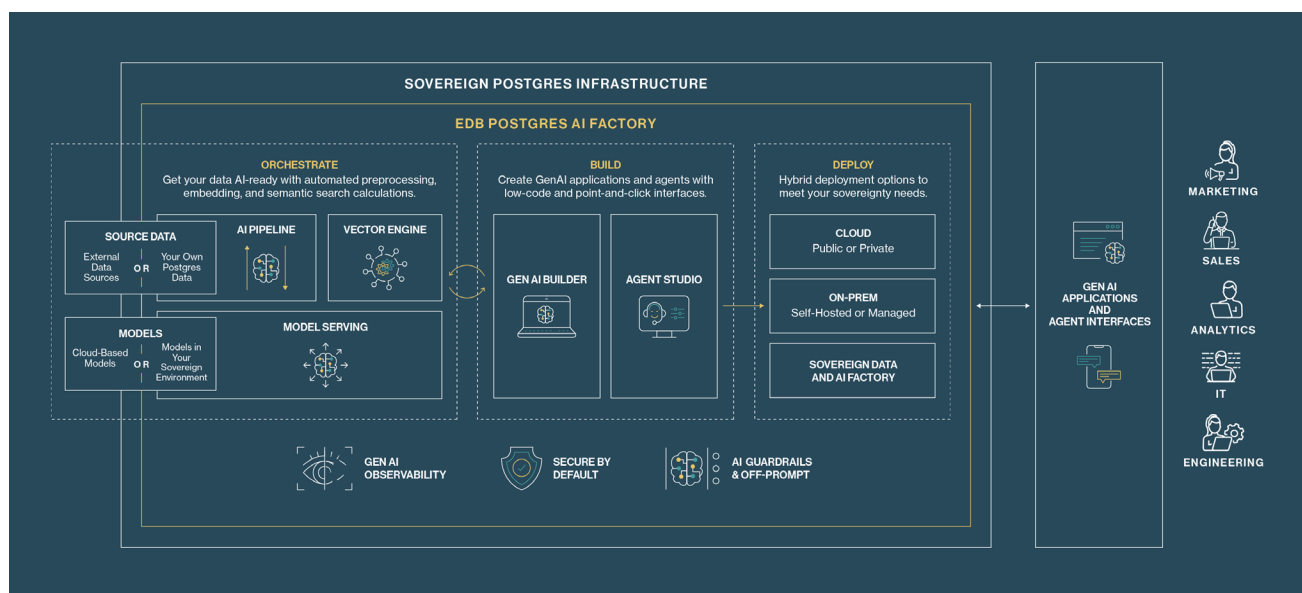 SOVEREIGN POSTGRES INFRASTRUCTURE
EDB POSTGRES AI FACTORY
ORCHESTRATE
Get your data AI-ready with automated preprocessing,
embedding, and semantic search calculations.
SOURCE DATA
External
Data
Sources
OR
Your Own
Postgres
Data
AI PIPELINE
VECTOR ENGINE
MODELS
Cloud-Based
Models
OR
Models in
Your
Sovereign
Environment
MODEL SERVING
BUILD
Create GenAI applications and agents with
low-code and point-and-click interfaces.
GEN AI BUILDER
AGENT STUDIO
DEPLOY
Hybrid deployment options to
meet your sovereignty needs.
CLOUD
Public or Private
ON-PREM
Self-Hosted or Managed
SOVEREIGN DATA
AND AI FACTORY
GEN AI
OBSERVABILITY
SECURE BY
DEFAULT
AI GUARDRAILS
& OFF-PROMPT
GEN AI
APPLICATIONS
AND
AGENT INTERFACES
MARKETING
SALES
ANALYTICS
IT
ENGINEERING